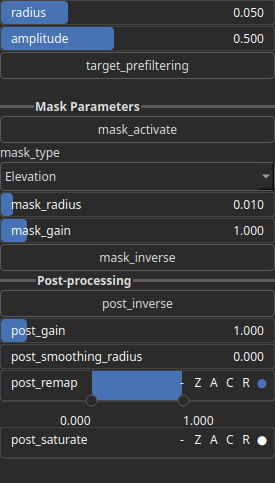 radius 0.050
amplitude 0.500
target_prefiltering
Mask Parameters
mask_activate
mask_type
Elevation
mask_radius 0.010
mask_gain 1.000
mask_inverse
Post-processing
post_inverse
post_gain 1.000
post_smoothing_radius 0.000
post_remap - Z A C R
0.000 1.000
post_saturate - Z A C R